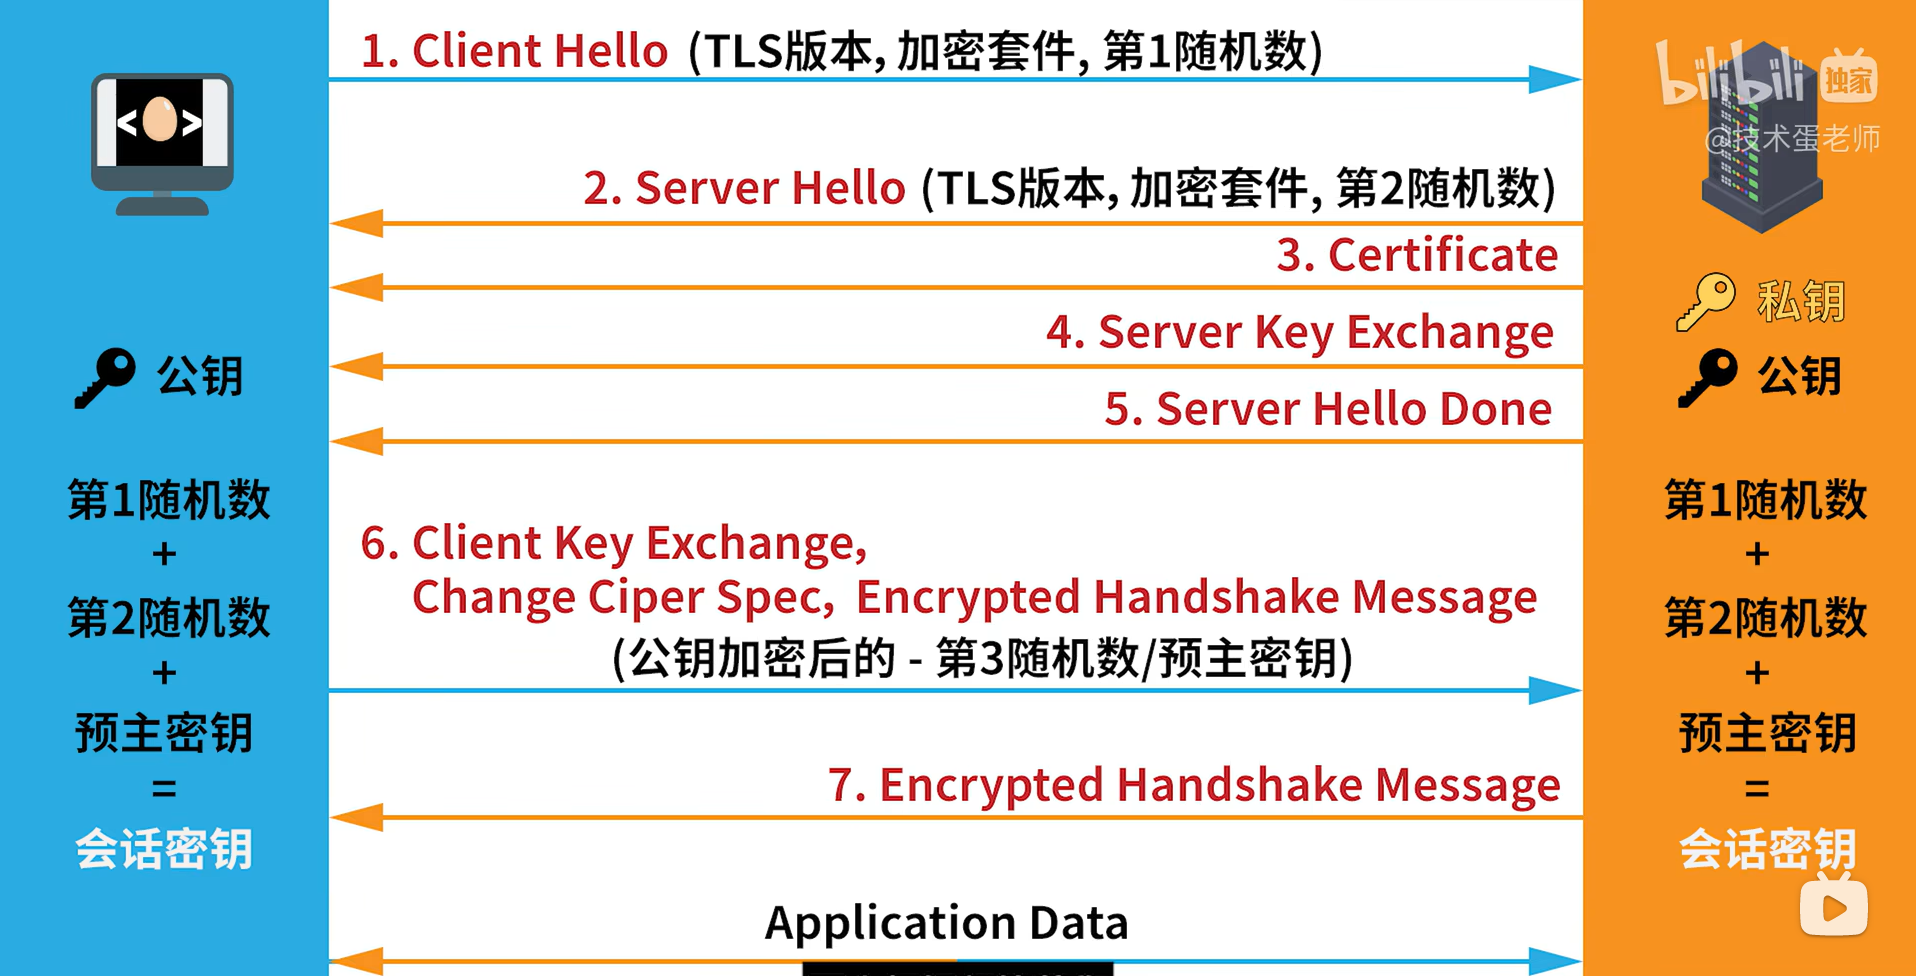 1. Client Hello (TLS版本, 加密套件, 第1随机数)
bilibili 独家
@技术蛋老师
< >
2. Server Hello (TLS版本, 加密套件, 第2随机数)
3. Certificate
私钥
4. Server Key Exchange
公钥
公钥
5. Server Hello Done
第1随机数
+
第2随机数
+
预主密钥
=
会话密钥
6. Client Key Exchange,
Change Ciper Spec, Encrypted Handshake Message
(公钥加密后的 - 第3随机数/预主密钥)
7. Encrypted Handshake Message
Application Data
第1随机数
+
第2随机数
+
预主密钥
=
会话密钥